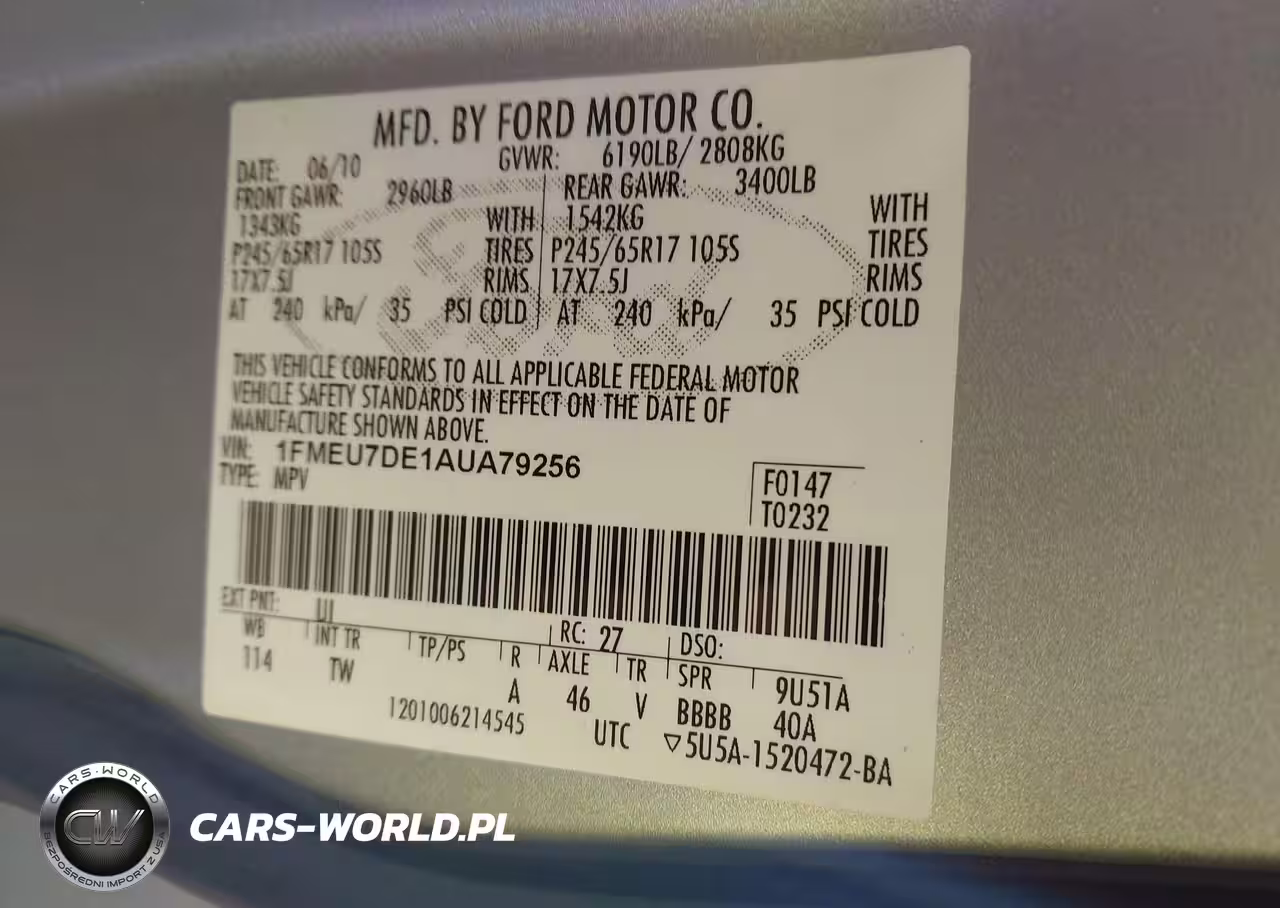 MFD. BY FORD MOTOR CO.
DATE: 06/10 GVWR: 6190LB/ 2808KG
FRONT GAWR: 2960LB REAR GAWR: 3400LB
1343KG WITH 1542KG WITH
P245/65R17 105S TIRES P245/65R17 105S TIRES
17X7.5J RIMS 17X7.5J RIMS
AT 240 kPa/ 35 PSI COLD AT 240 kPa/ 35 PSI COLD
THIS VEHICLE CONFORMS TO ALL APPLICABLE FEDERAL MOTOR
VEHICLE SAFETY STANDARDS IN EFFECT ON THE DATE OF
MANUFACTURE SHOWN ABOVE.
VIN: 1FMEU7DE1AUA79256
TYPE: MPV
F0147
T0232
EXT PNT: UI RC: 27 DSO:
WB INT TR TP/PS R AXLE TR SPR 9U51A
114 TW A 46 V BBBB 40A
1201006214545 UTC ▽5U5A-1520472-BA
CARS-WORLD
CW
BEZPOŚREDNI IMPORT Z USA
CARS-WORLD.PL